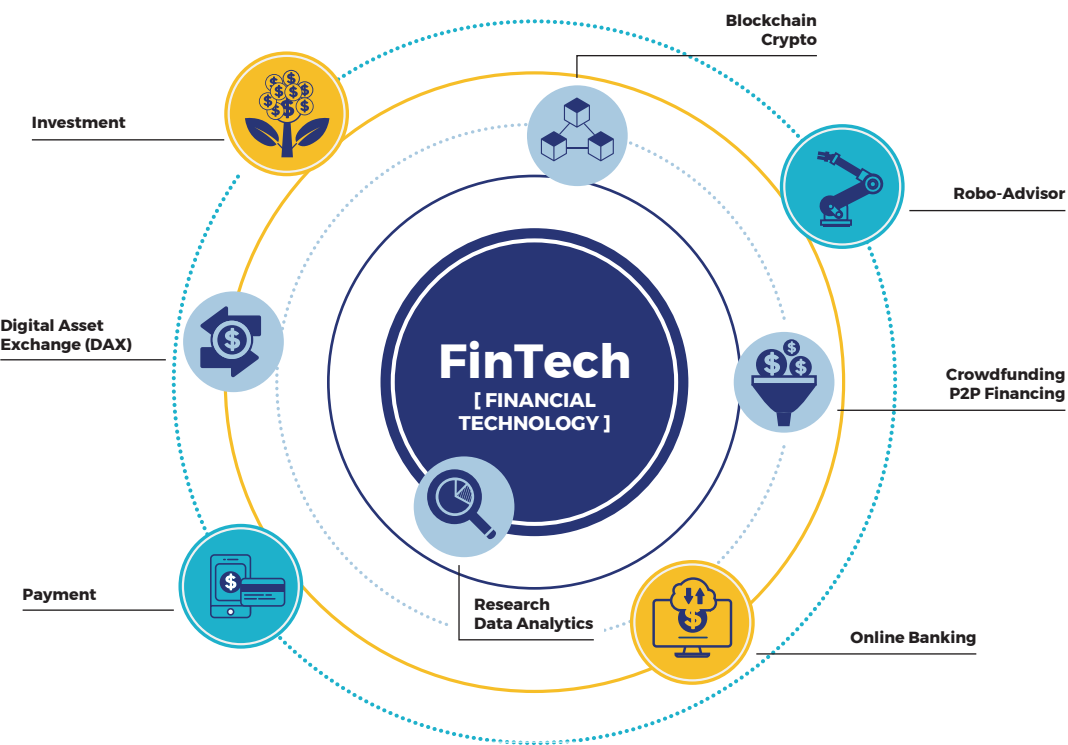 Blockchain
Crypto
Investment
Robo-Advisor
Digital Asset
Exchange (DAX)
FinTech
[ FINANCIAL
TECHNOLOGY ]
Crowdfunding
P2P Financing
Payment
Research
Data Analytics
Online Banking